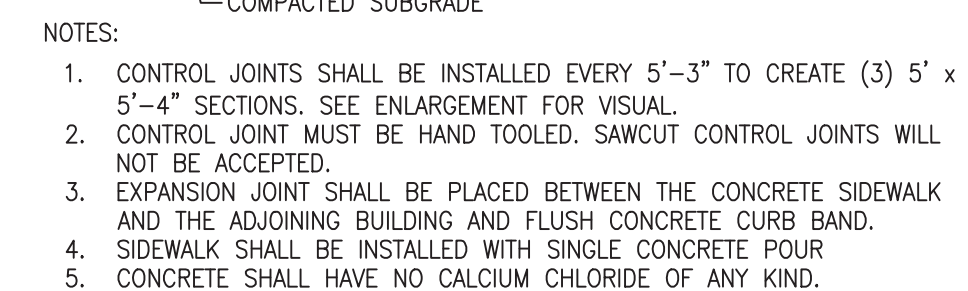 COMPACTED SUBGRADE
NOTES:
1. CONTROL JOINTS SHALL BE INSTALLED EVERY 5'-3" TO CREATE (3) 5' x
5'-4" SECTIONS. SEE ENLARGEMENT FOR VISUAL.
2. CONTROL JOINT MUST BE HAND TOOLED. SAWCUT CONTROL JOINTS WILL
NOT BE ACCEPTED.
3. EXPANSION JOINT SHALL BE PLACED BETWEEN THE CONCRETE SIDEWALK
AND THE ADJOINING BUILDING AND FLUSH CONCRETE CURB BAND.
4. SIDEWALK SHALL BE INSTALLED WITH SINGLE CONCRETE POUR
5. CONCRETE SHALL HAVE NO CALCIUM CHLORIDE OF ANY KIND.